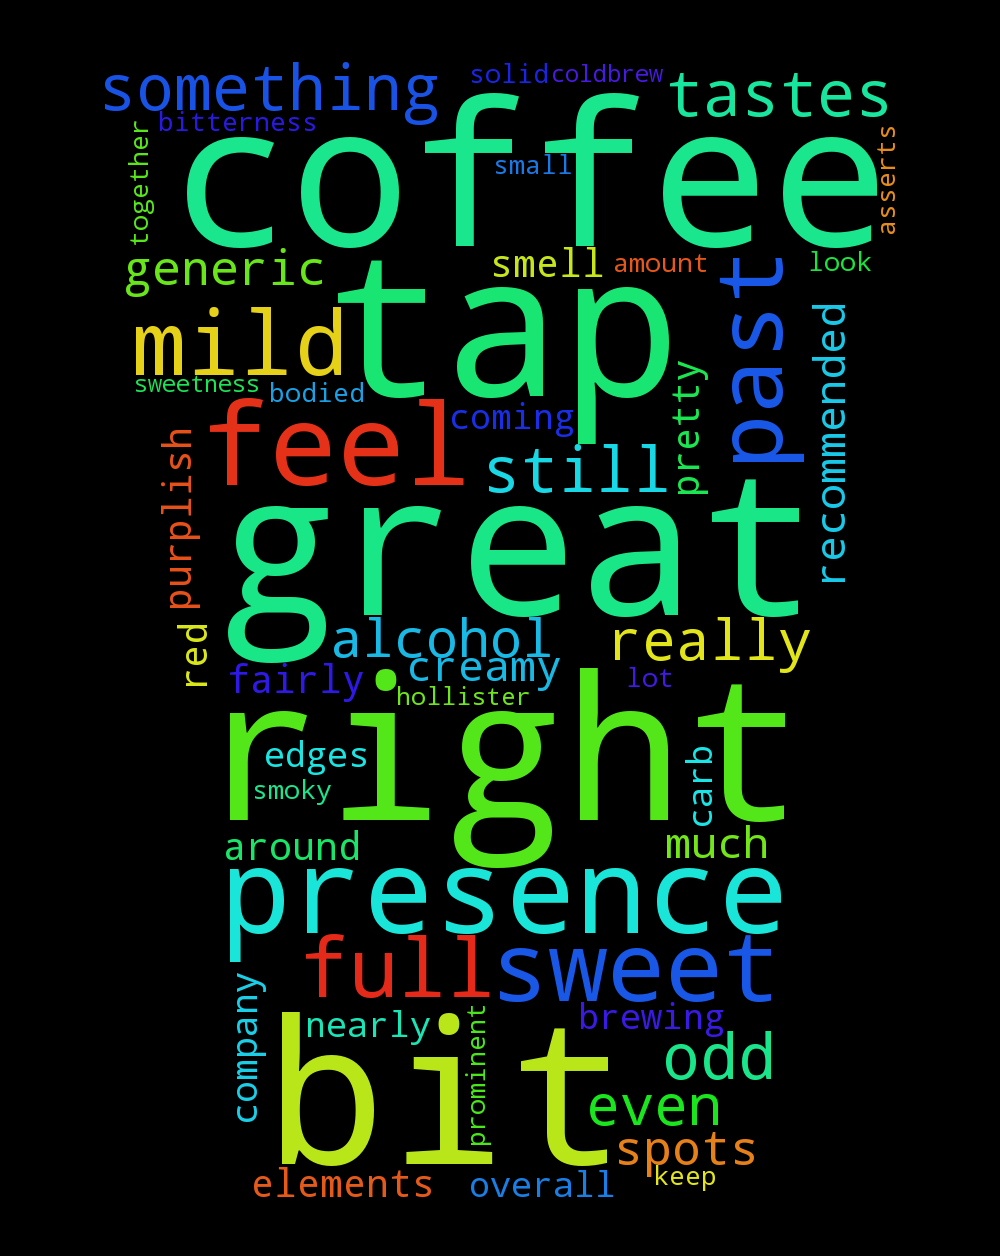 something
solid
coldbrew
tastes
bitterness
coffee
together
small
asserts
generic
smell
amount
look
tap
past
mild
recommended
sweetness
bodied
pretty
feel
coming
still
purplish
great
red
alcohol
really
creamy
fairly
lot
hollister
right
edges
smoky
carb
around
much
presence
full
sweet
company
nearly
prominent
brewing
bit
odd
even
spots
keep
elements
overall